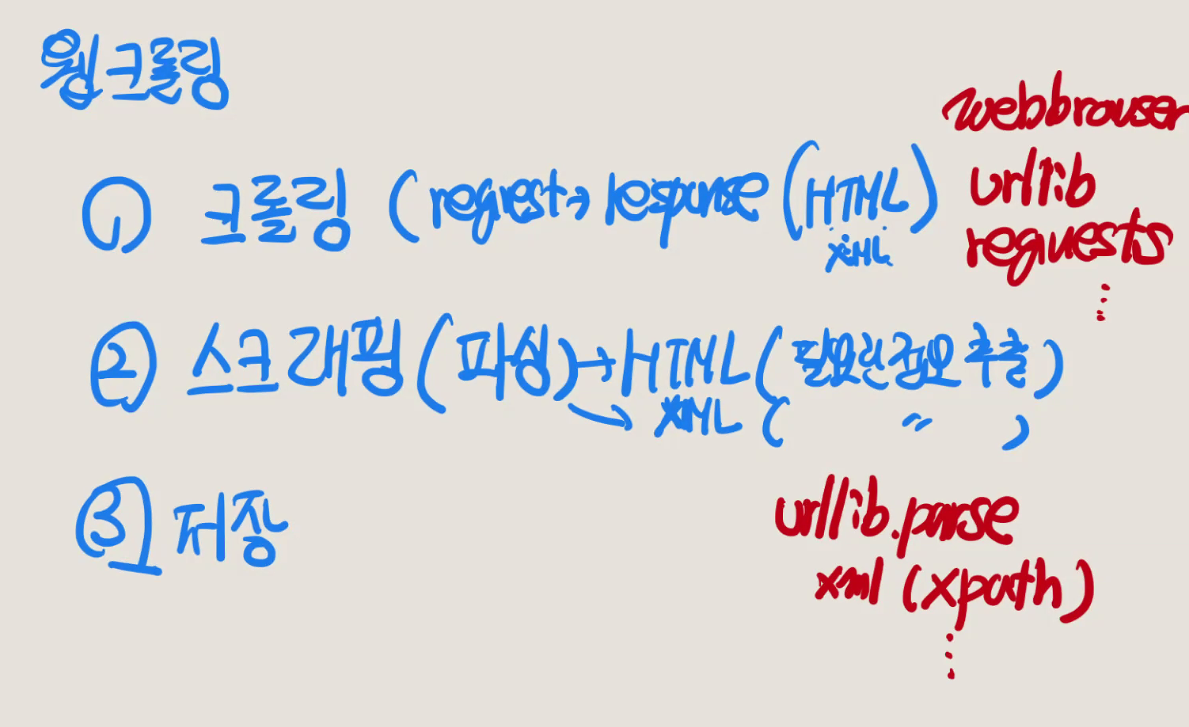 웹크롤링
① 크롤링 (request → response (HTML)
XML
webbrowser
urllib
requests
⋮
② 스크래핑 (파싱) → HTML (필요한 정보 추출)
→ XML ( 〃 )
③ 저장
urllib.parse
xml (xpath)
⋮